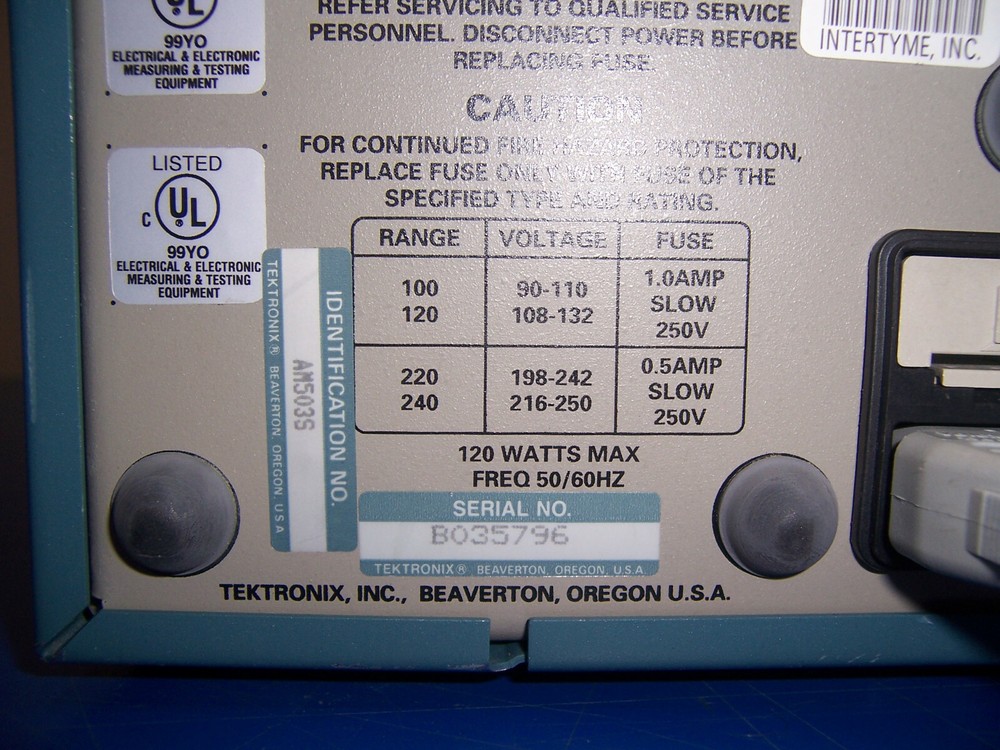 UL
99YO
ELECTRICAL & ELECTRONIC
MEASURING & TESTING
EQUIPMENT
REFER SERVICING TO QUALIFIED SERVICE
PERSONNEL. DISCONNECT POWER BEFORE
REPLACING FUSE.
INTERTYME, INC.
CAUTION
FOR CONTINUED FIRE HAZARD PROTECTION,
REPLACE FUSE ONLY WITH FUSE OF THE
SPECIFIED TYPE AND RATING.
LISTED
C UL ®
99YO
ELECTRICAL & ELECTRONIC
MEASURING & TESTING
EQUIPMENT
RANGE VOLTAGE FUSE
100 90-110 1.0AMP
120 108-132 SLOW
250V
220 198-242 0.5AMP
240 216-250 SLOW
250V
120 WATTS MAX
FREQ 50/60HZ
IDENTIFICATION NO.
AM503S
TEKTRONIX® BEAVERTON, OREGON, U.S.A
SERIAL NO.
B035796
TEKTRONIX® BEAVERTON, OREGON, U.S.A.
TEKTRONIX, INC., BEAVERTON, OREGON U.S.A.